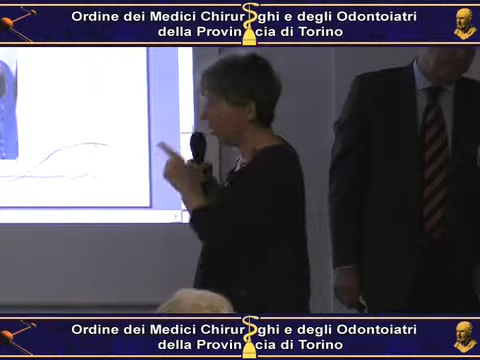 Ordine dei Medici Chirurghi e degli Odontoiatri
della Provincia di Torino
Ordine dei Medici Chirurghi e degli Odontoiatri
della Provincia di Torino